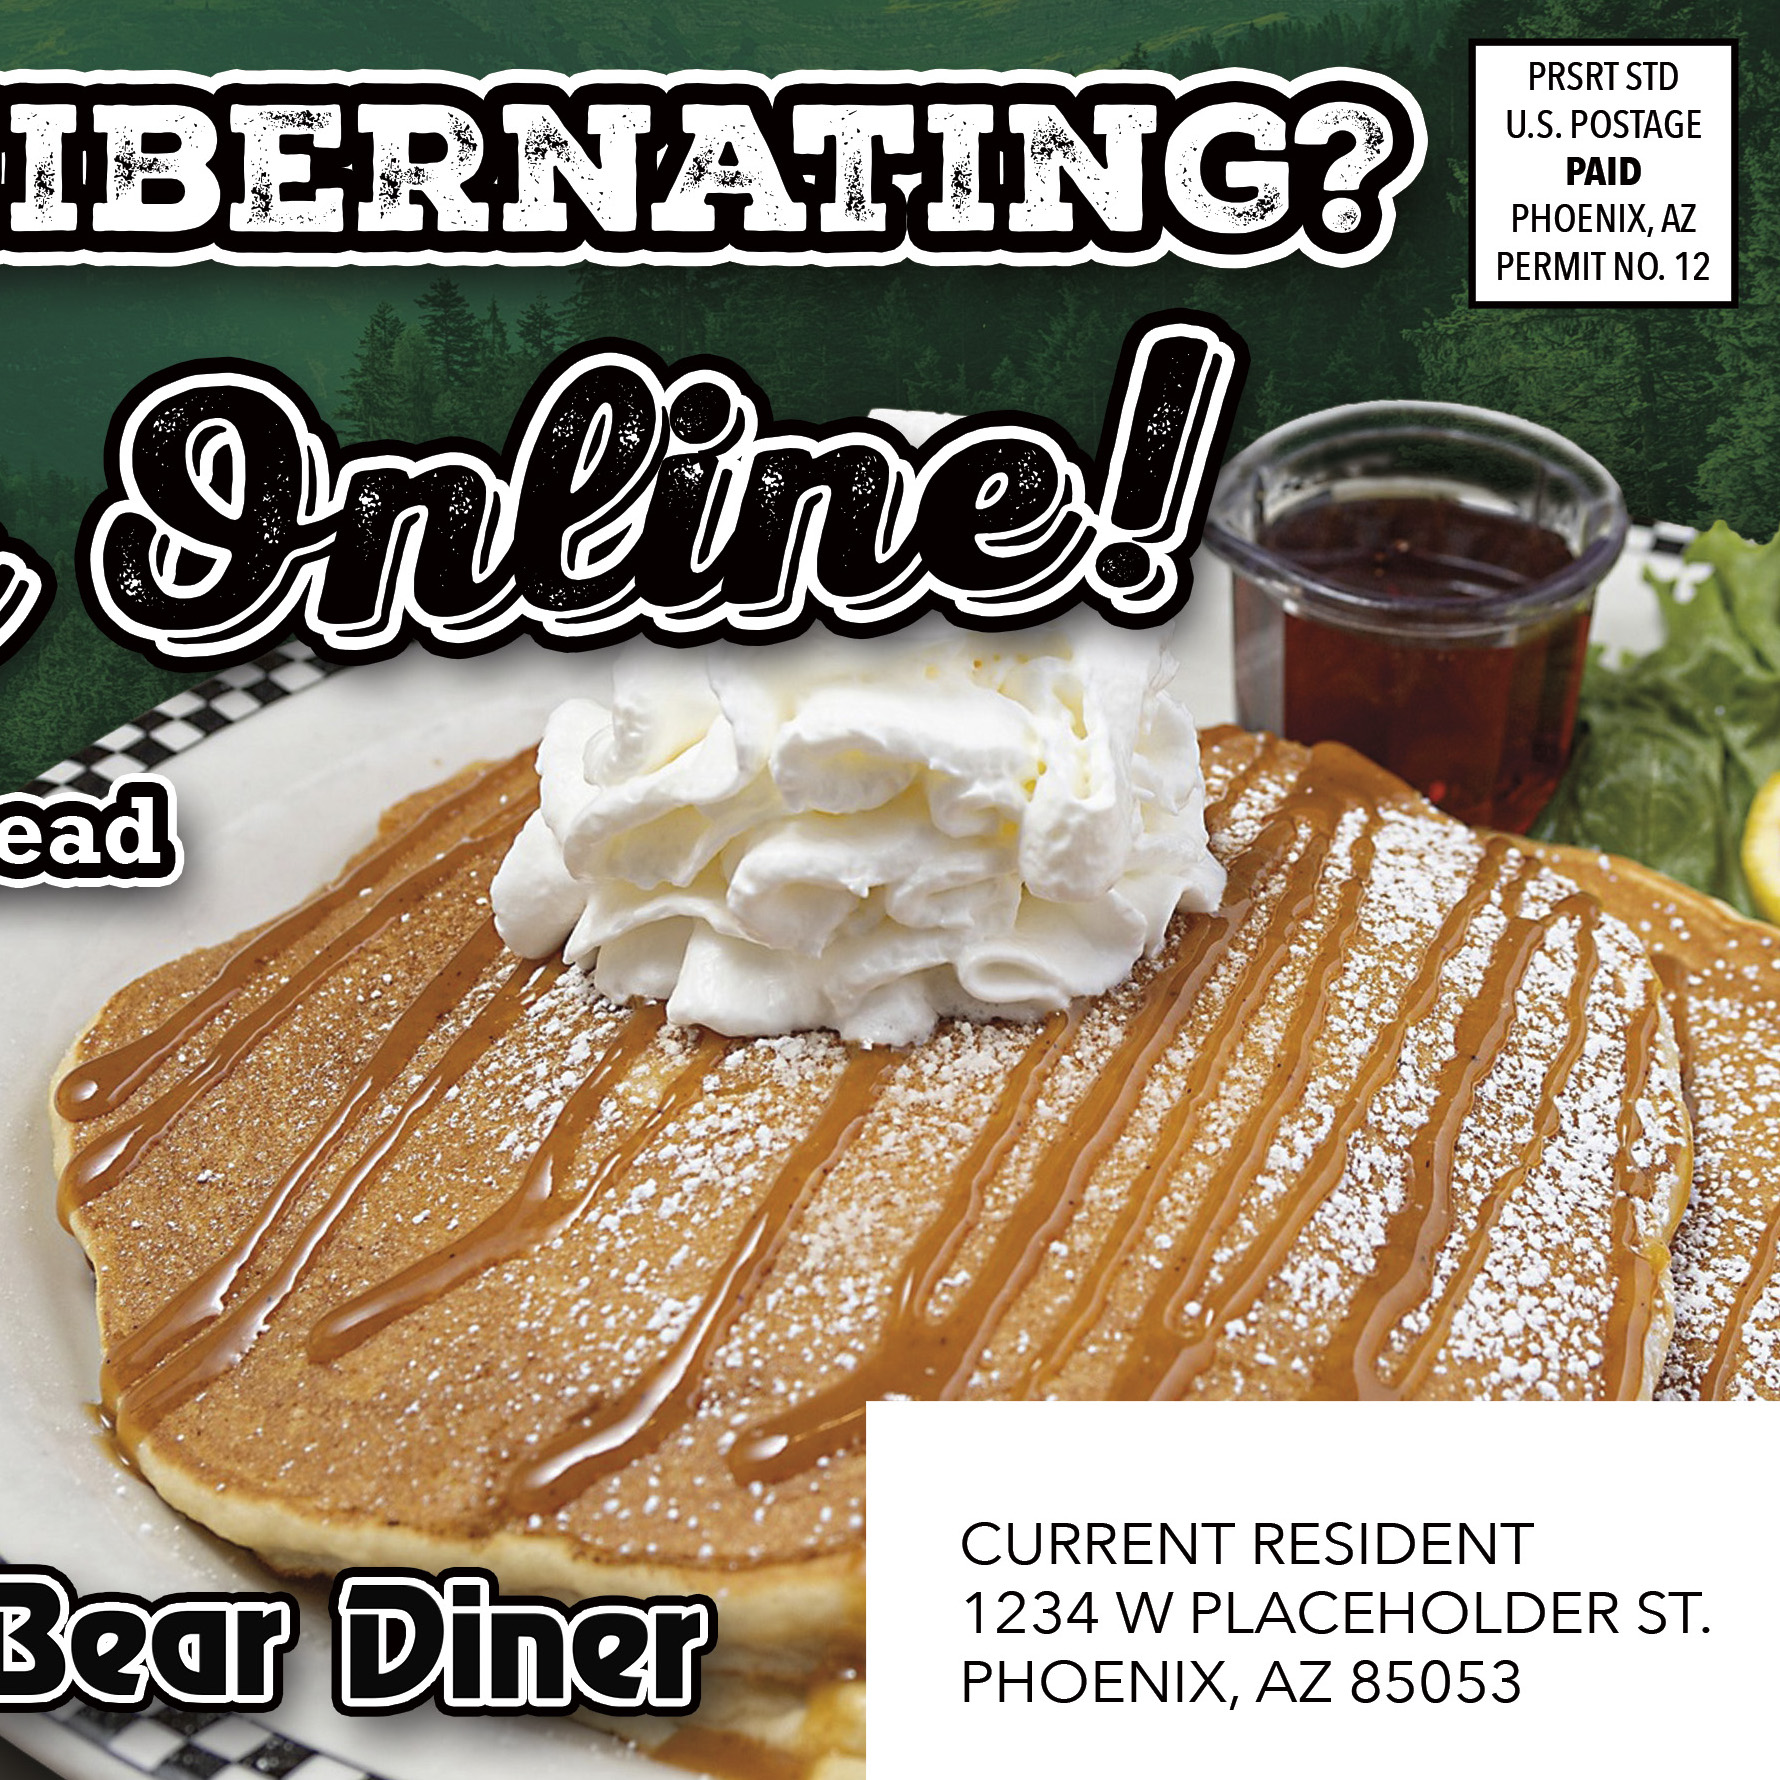 IBERNATING?
PRSRT STD
U.S. POSTAGE
PAID
PHOENIX, AZ
PERMIT NO. 12
Online!
ead
Bear Diner
CURRENT RESIDENT
1234 W PLACEHOLDER ST.
PHOENIX, AZ 85053